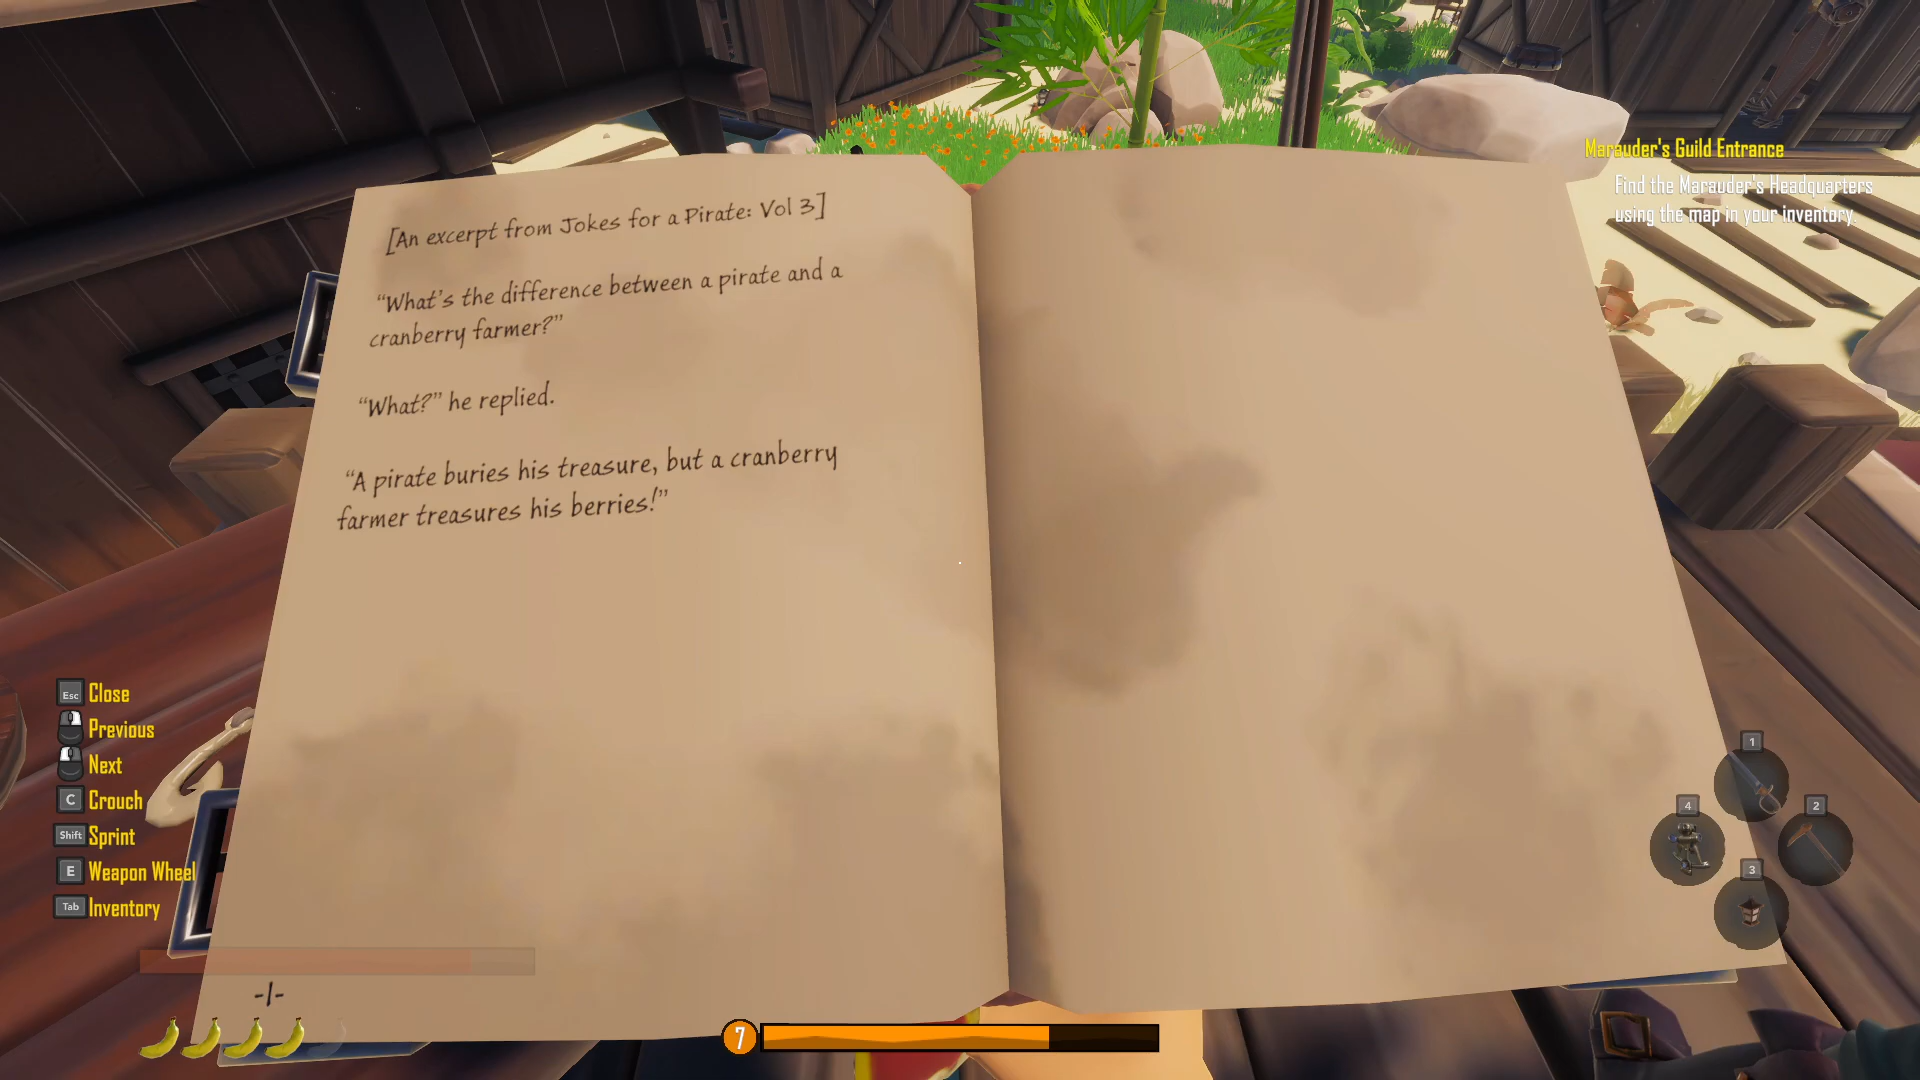 Marauder's Guild Entrance
Find the Marauder's Headquarters
using the map in your inventory.
[An excerpt from Jokes for a Pirate: Vol 3]
“What's the difference between a pirate and a
cranberry farmer?”
“What?” he replied.
“A pirate buries his treasure, but a cranberry
farmer treasures his berries!”
-1-
Esc Close
Previous
Next
C Crouch
Shift Sprint
E Weapon Wheel
Tab Inventory
1
4
2
3
7